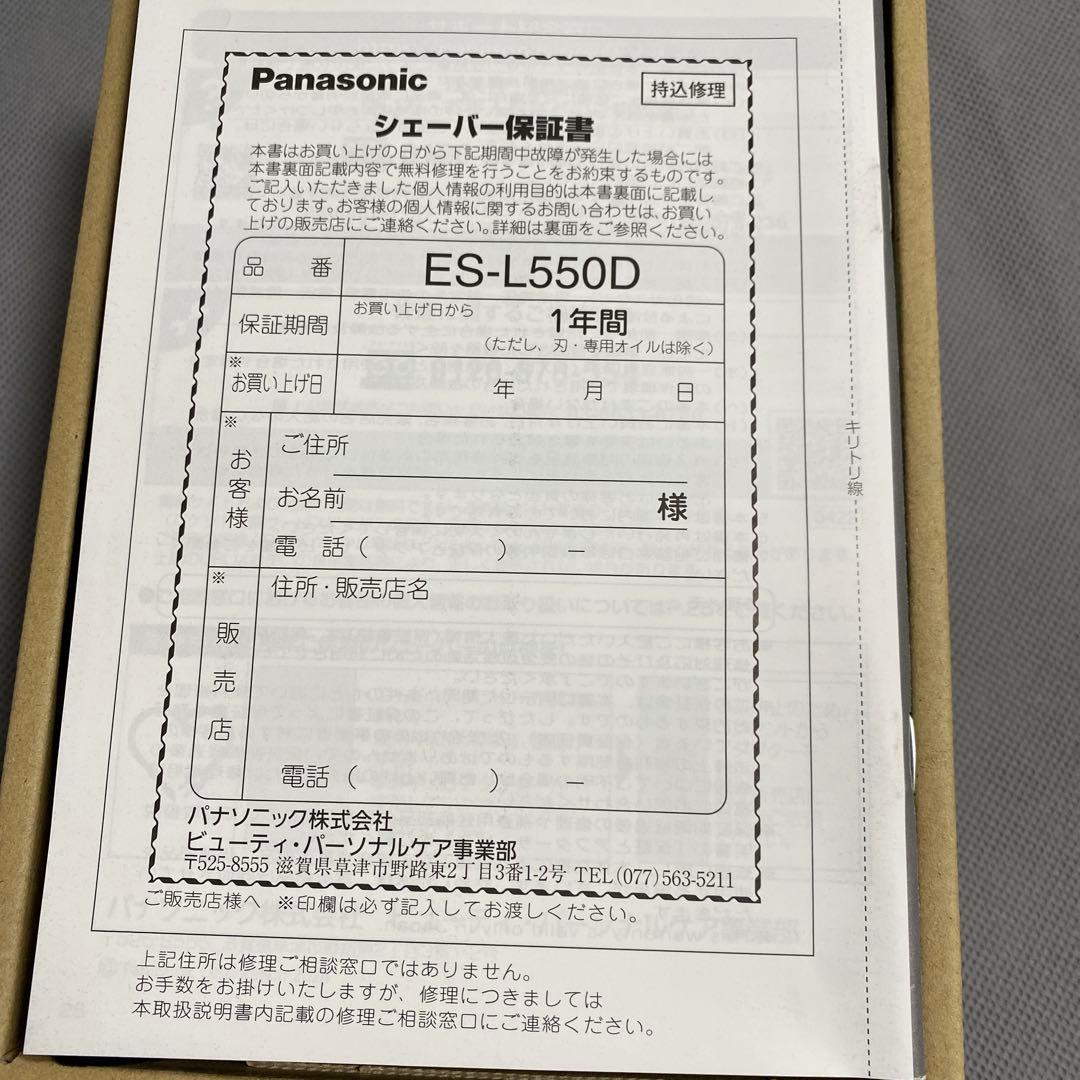 Panasonic
持込修理
シェーバー保証書
本書はお買い上げの日から下記期間中故障が発生した場合には
本書裏面記載内容で無料修理を行うことをお約束するものです。
ご記入いただきました個人情報の利用目的は本書裏面に記載し
ております。お客様の個人情報に関するお問い合わせは、お買い
上げの販売店にご連絡ください。詳細は裏面をご参照ください。
品 番 ES-L550D
保証期間 お買い上げ日から 1年間
(ただし、刃・専用オイルは除く)
※お買い上げ日 年 月 日
※お客様
ご住所
お名前 様
電 話 ( ) ー
※販売店
住所・販売店名
電話 ( ) ー
パナソニック株式会社
ビューティ・パーソナルケア事業部
〒525-8555 滋賀県草津市野路東2丁目3番1-2号 TEL (077) 563-5211
ご販売店様へ ※印欄は必ず記入してお渡しください。
上記住所は修理ご相談窓口ではありません。
お手数をお掛けいたしますが、修理につきましては
本取扱説明書内記載の修理ご相談窓口にご連絡ください。
キリトリ線